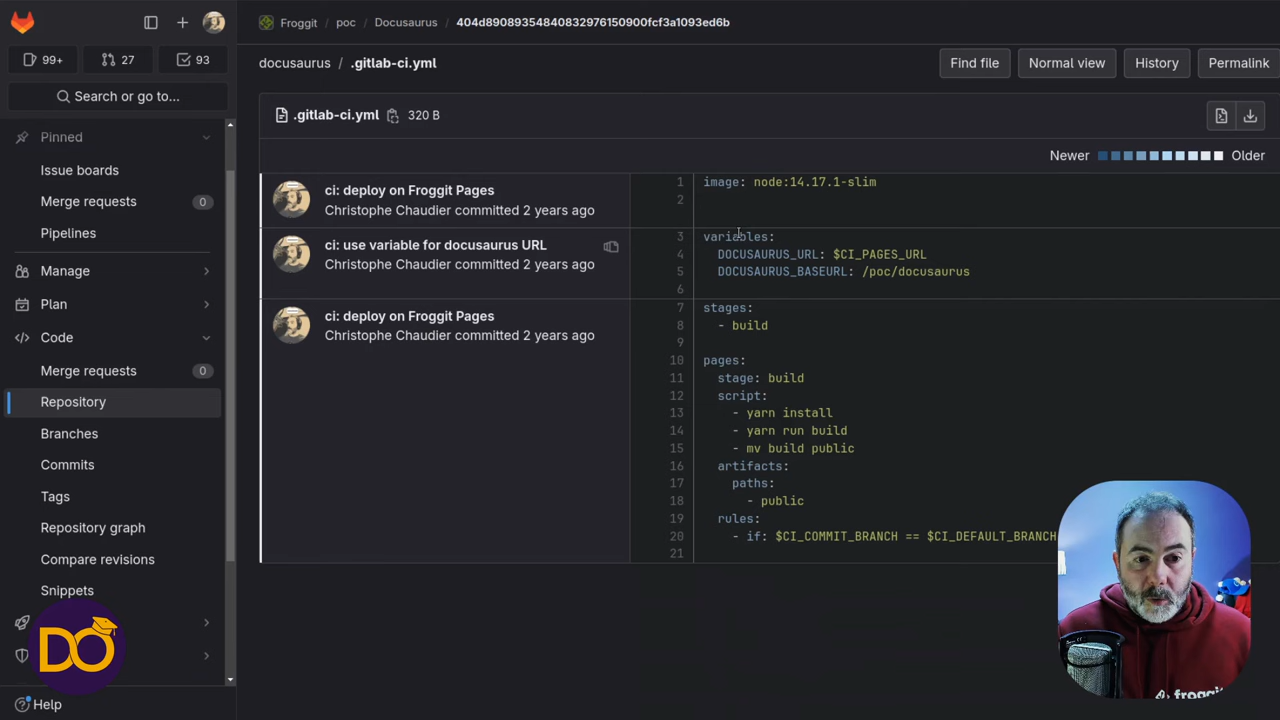 Froggit
poc
Docusaurus
404d89089354840832976150900fcf3a1093ed6b
99+
27
93
Search or go to...
docusaurus / .gitlab-ci.yml
Find file
Normal view
History
Permalink
Pinned
Issue boards
Merge requests 0
Pipelines
Manage
Plan
Code
Merge requests 0
Repository
Branches
Commits
Tags
Repository graph
Compare revisions
Snippets
DO
Help
.gitlab-ci.yml 320 B
Newer
Older
ci: deploy on Froggit Pages
Christophe Chaudier committed 2 years ago
ci: use variable for docusaurus URL
Christophe Chaudier committed 2 years ago
ci: deploy on Froggit Pages
Christophe Chaudier committed 2 years ago
1 image: node:14.17.1-slim
2
3 variables:
4 DOCUSAURUS_URL: $CI_PAGES_URL
5 DOCUSAURUS_BASEURL: /poc/docusaurus
6
7 stages:
8 - build
9
10 pages:
11 stage: build
12 script:
13 - yarn install
14 - yarn run build
15 - mv build public
16 artifacts:
17 paths:
18 - public
19 rules:
20 - if: $CI_COMMIT_BRANCH == $CI_DEFAULT_BRANCH
21
froggit